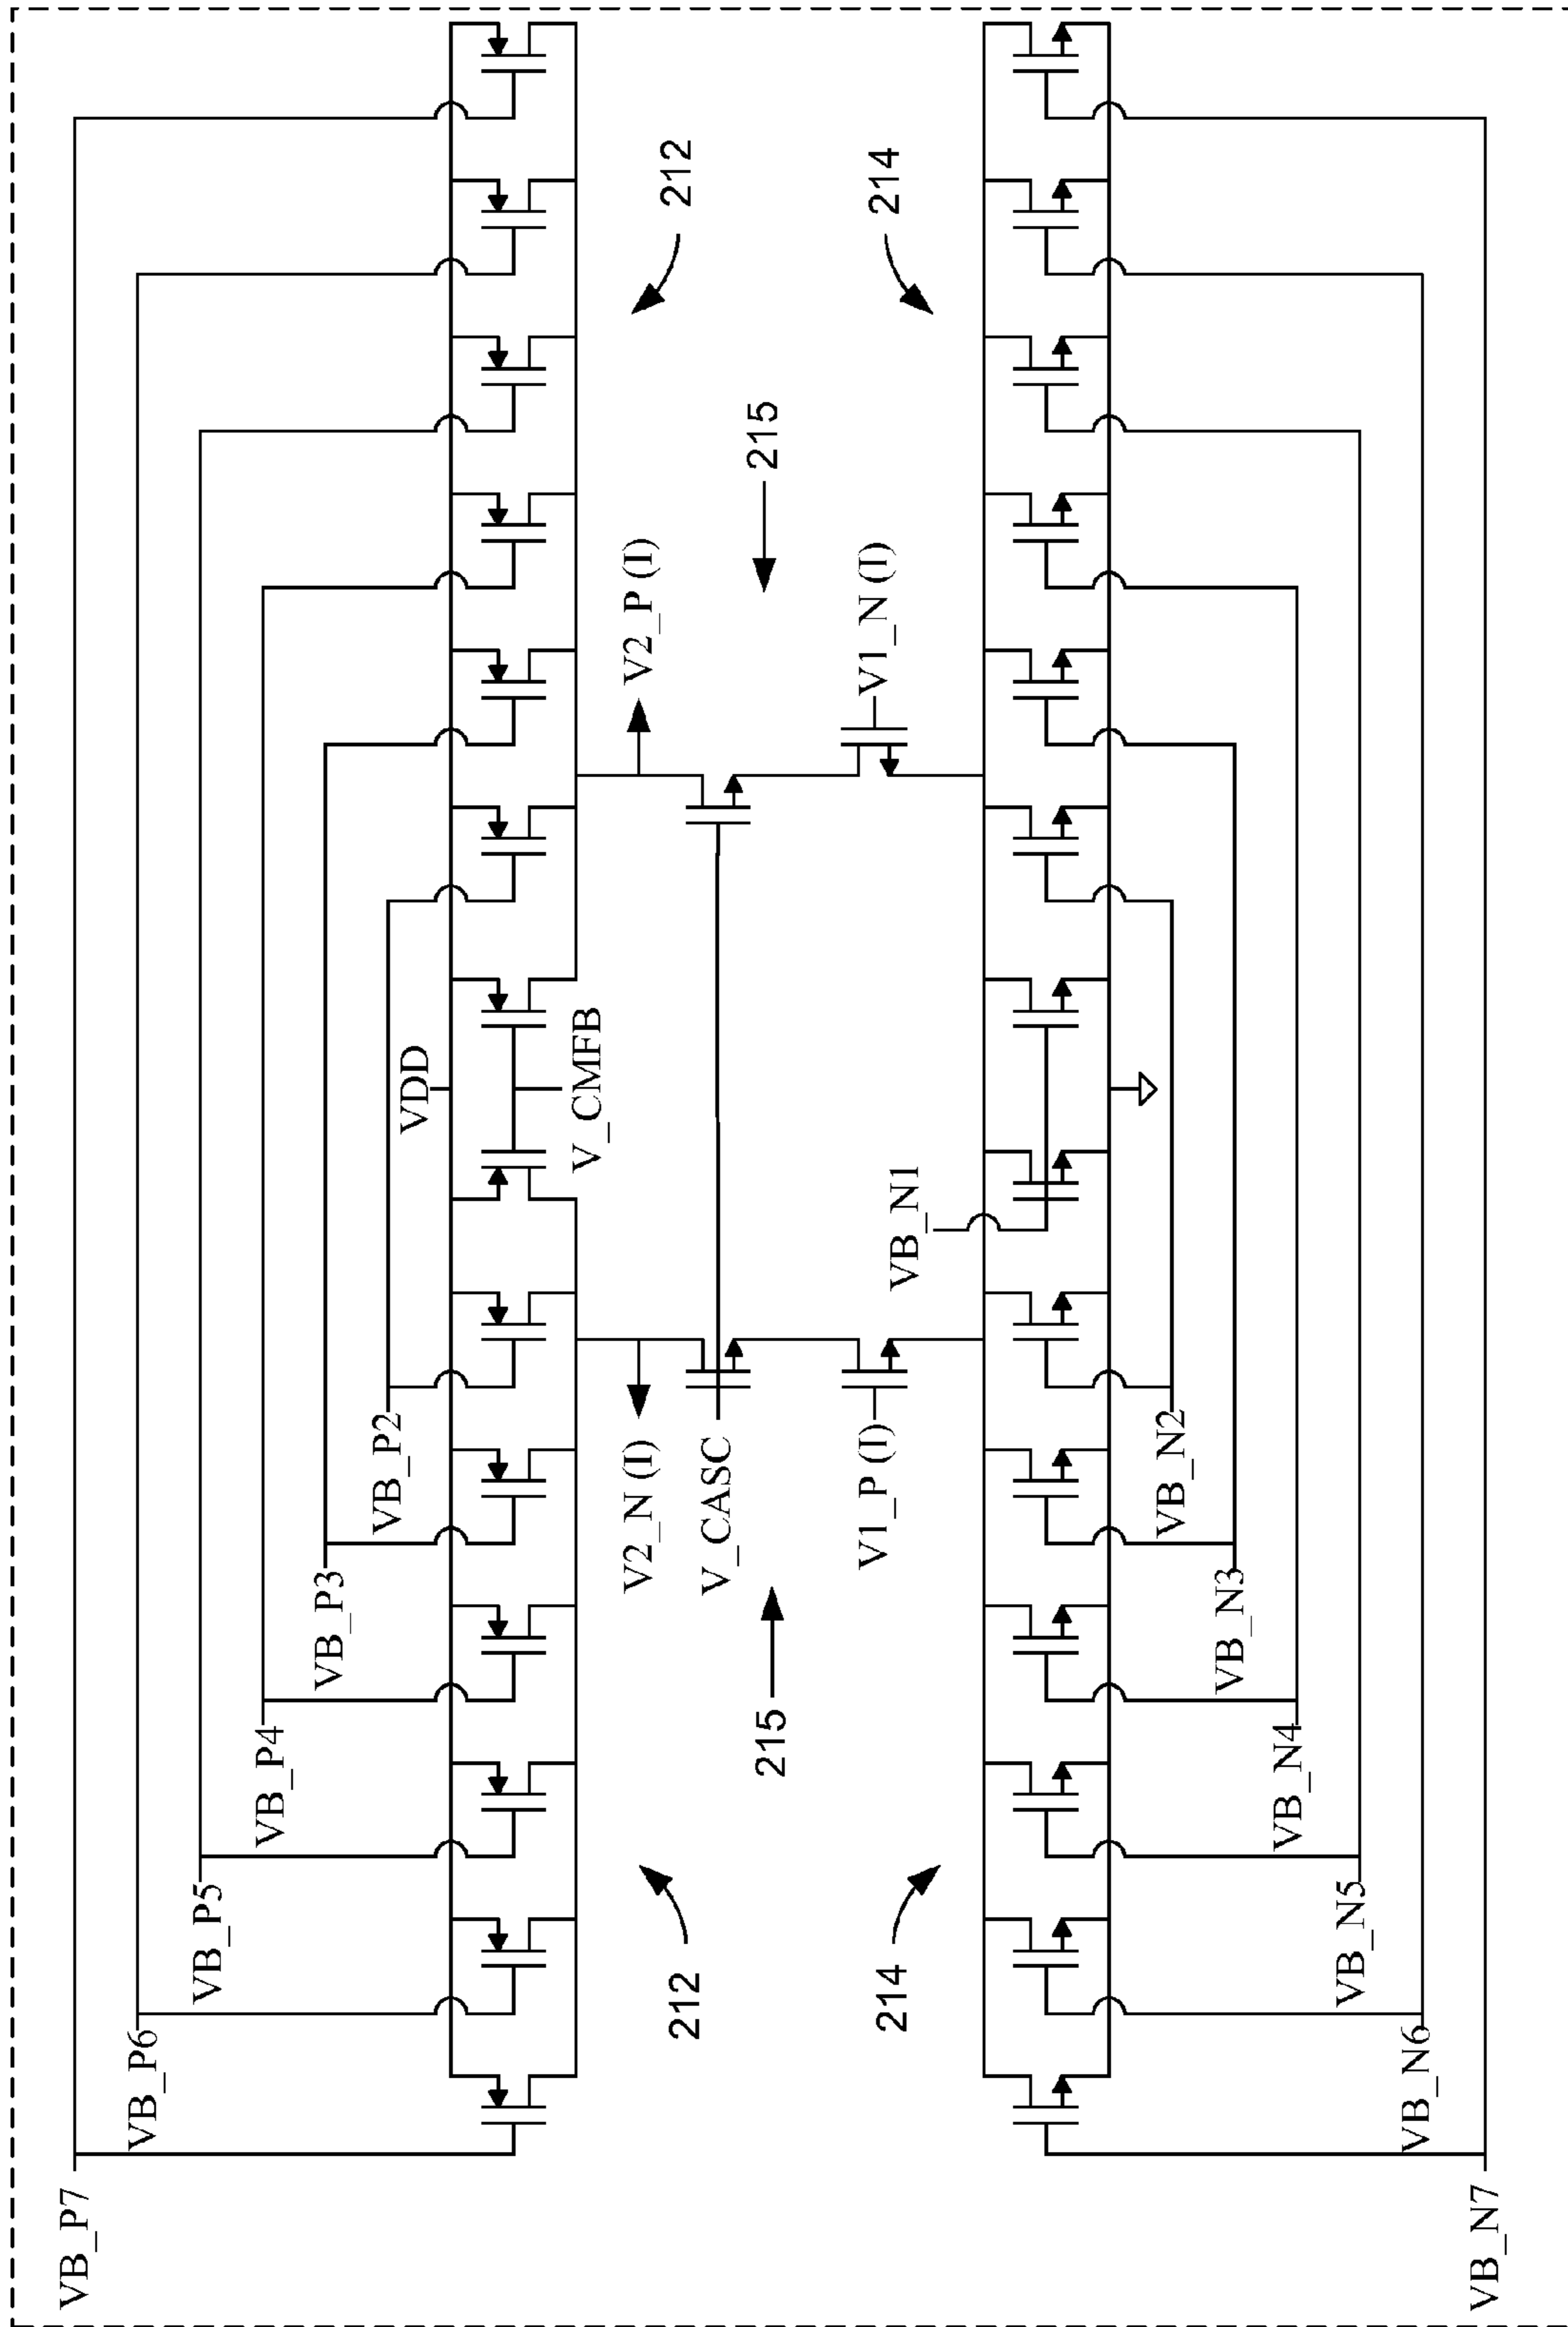 VB_P7
VB_P6
VB_P5
VB_P4
VB_P3
VB_P2
VDD
V_CMFB
212
212
V2_N (I)
V2_P (I)
V_CASC
215
215
V1_P (I)
V1_N (I)
VB_N1
214
214
VB_N2
VB_N3
VB_N4
VB_N5
VB_N6
VB_N7